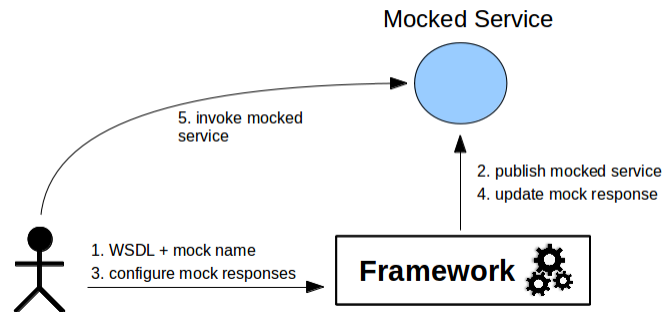 Mocked Service
5. invoke mocked
service
2. publish mocked service
4. update mock response
1. WSDL + mock name
3. configure mock responses
Framework